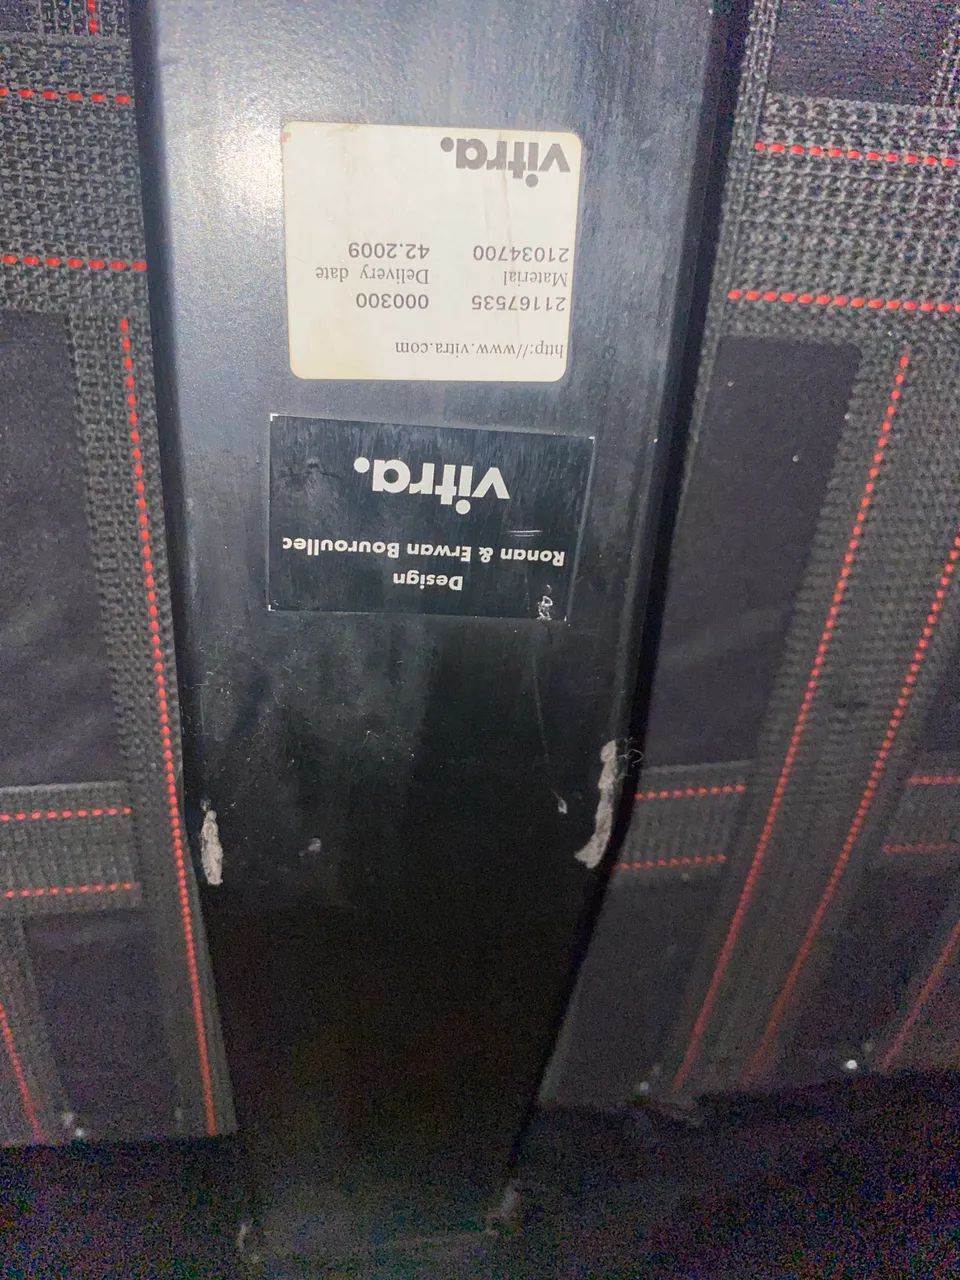 Design
Ronan & Erwan Bouroullec
vitra.
http://www.vitra.com
21167535 000300
Material Delivery date
21034700 42.2009
vitra.